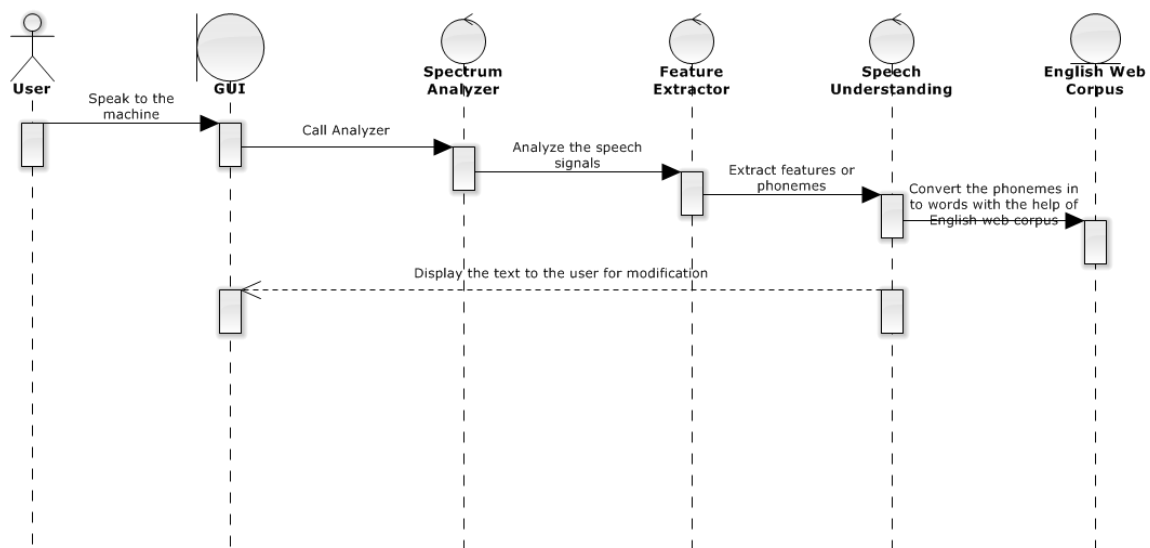 User
GUI
Spectrum
Analyzer
Feature
Extractor
Speech
Understanding
English Web
Corpus
Speak to the
machine
Call Analyzer
Analyze the speech
signals
Extract features or
phonemes
Convert the phonemes in
to words with the help of
English web corpus
Display the text to the user for modification